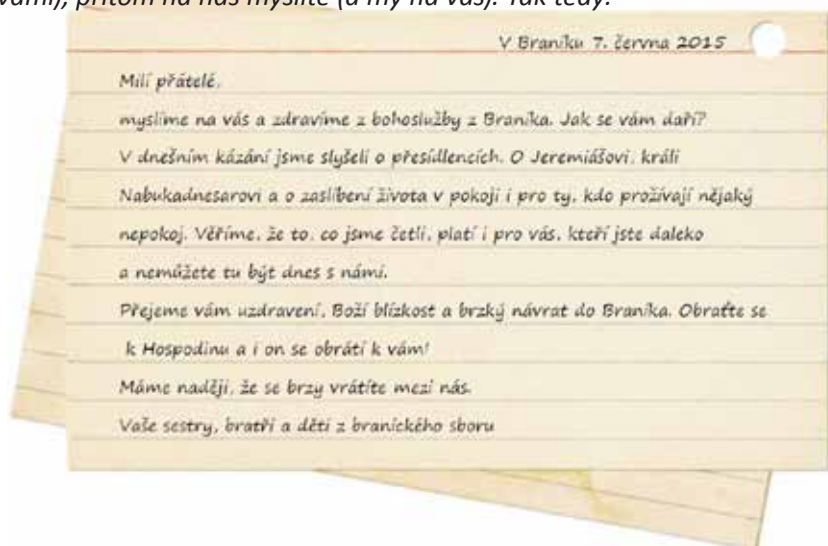 vámi), přitom na nás myslíte (a my na vás). Tak tedy:
V Braníku 7. června 2015
Milí přátelé,
myslíme na vás a zdravíme z bohoslužby z Braníka. Jak se vám daří?
V dnešním kázání jsme slyšeli o přesídlencích. O Jeremiášovi, králi
Nabukadnesarovi a o zaslíbení života v pokoji i pro ty, kdo prožívají nějaký
nepokoj. Věříme, že to, co jsme četli, platí i pro vás, kteří jste daleko
a nemůžete tu být dnes s námi.
Přejeme vám uzdravení, Boží blízkost a brzký návrat do Braníka. Obraťte se
k Hospodinu a i on se obrátí k vám!
Máme naději, že se brzy vrátíte mezi nás.
Vaše sestry, bratři a děti z branického sboru